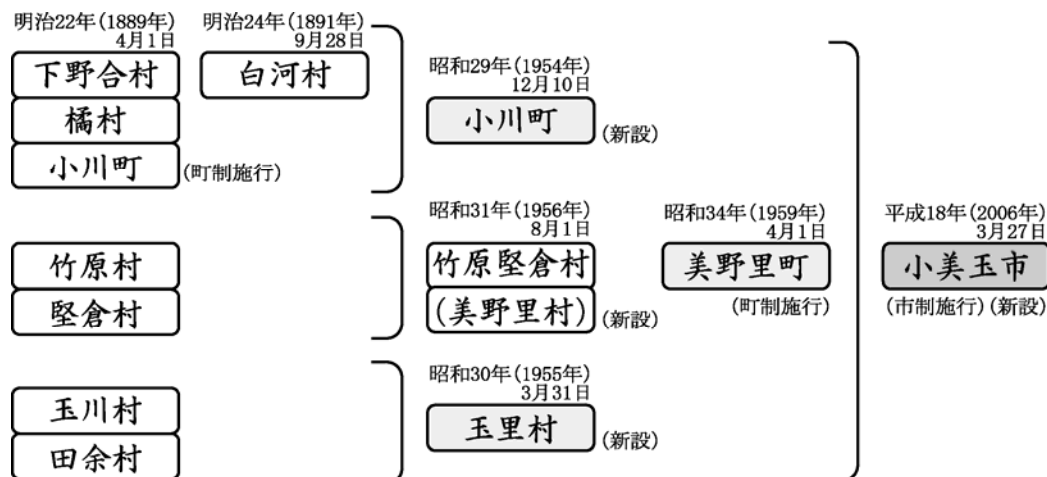 明治22年(1889年)
4月1日
下野合村
橘村
小川町
(町制施行)
明治24年(1891年)
9月28日
白河村
昭和29年(1954年)
12月10日
小川町
(新設)
竹原村
堅倉村
昭和31年(1956年)
8月1日
竹原堅倉村
(美野里村)
(新設)
昭和34年(1959年)
4月1日
美野里町
(町制施行)
玉川村
田余村
昭和30年(1955年)
3月31日
玉里村
(新設)
平成18年(2006年)
3月27日
小美玉市
(市制施行)(新設)